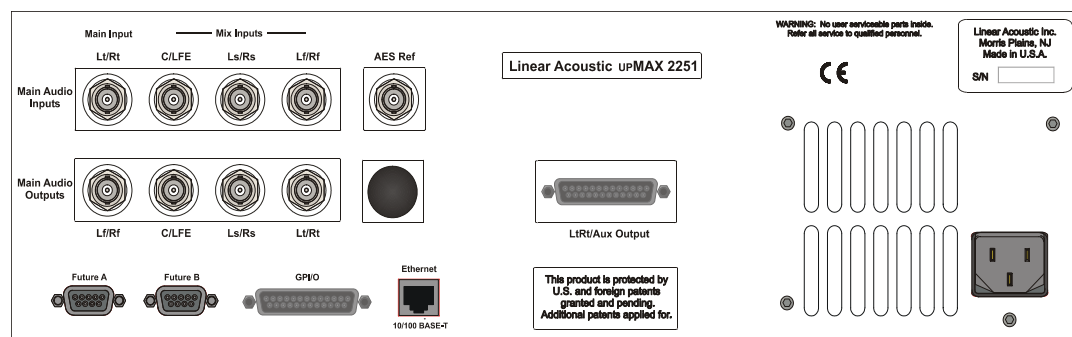 Main Input
Mix Inputs
Lt/Rt C/LFE Ls/Rs Lf/Rf AES Ref
Main Audio
Inputs
Main Audio
Outputs
Lf/Rf C/LFE Ls/Rs Lt/Rt
Future A Future B GPI/O Ethernet
10/100 BASE-T
Linear Acoustic UPMAX 2251
LtRt/Aux Output
This product is protected by
U.S. and foreign patents
granted and pending.
Additional patents applied for.
WARNING: No user serviceable parts inside.
Refer all service to qualified personnel.
CE
Linear Acoustic Inc.
Morris Plains, NJ
Made in U.S.A.
S/N